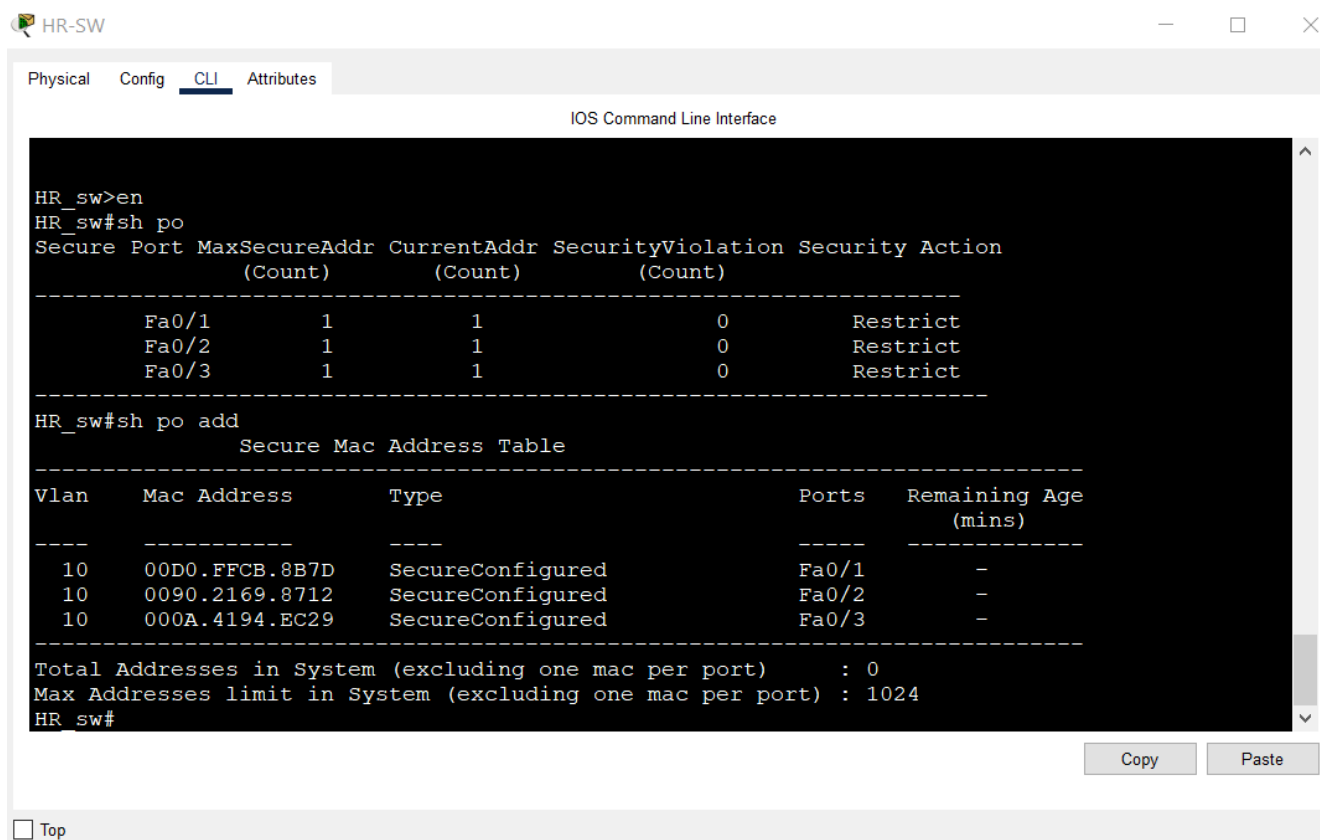 HR-SW
Physical Config CLI Attributes
IOS Command Line Interface
HR_sw>en
HR_sw#sh po
Secure Port MaxSecureAddr CurrentAddr SecurityViolation Security Action
(Count) (Count) (Count)
--------------------------------------------------------------------
Fa0/1 1 1 0 Restrict
Fa0/2 1 1 0 Restrict
Fa0/3 1 1 0 Restrict
----------------------------------------------------------------------
HR_sw#sh po add
Secure Mac Address Table
-----------------------------------------------------------------------------
Vlan Mac Address Type Ports Remaining Age
(mins)
---- ----------- ---- ----- -------------
10 00D0.FFCB.8B7D SecureConfigured Fa0/1 -
10 0090.2169.8712 SecureConfigured Fa0/2 -
10 000A.4194.EC29 SecureConfigured Fa0/3 -
-----------------------------------------------------------------------------
Total Addresses in System (excluding one mac per port) : 0
Max Addresses limit in System (excluding one mac per port) : 1024
HR_sw#
Copy Paste
Top